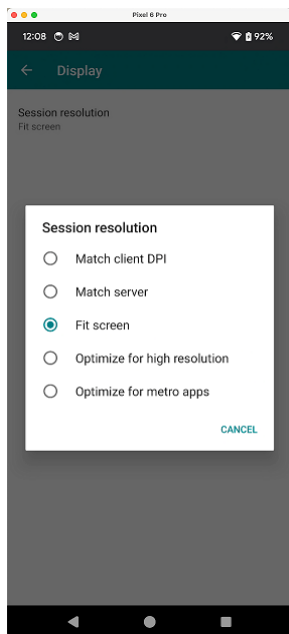 Pixel 6 Pro
12:08 92%
Display
Session resolution
Fit screen
Session resolution
Match client DPI
Match server
Fit screen
Optimize for high resolution
Optimize for metro apps
CANCEL